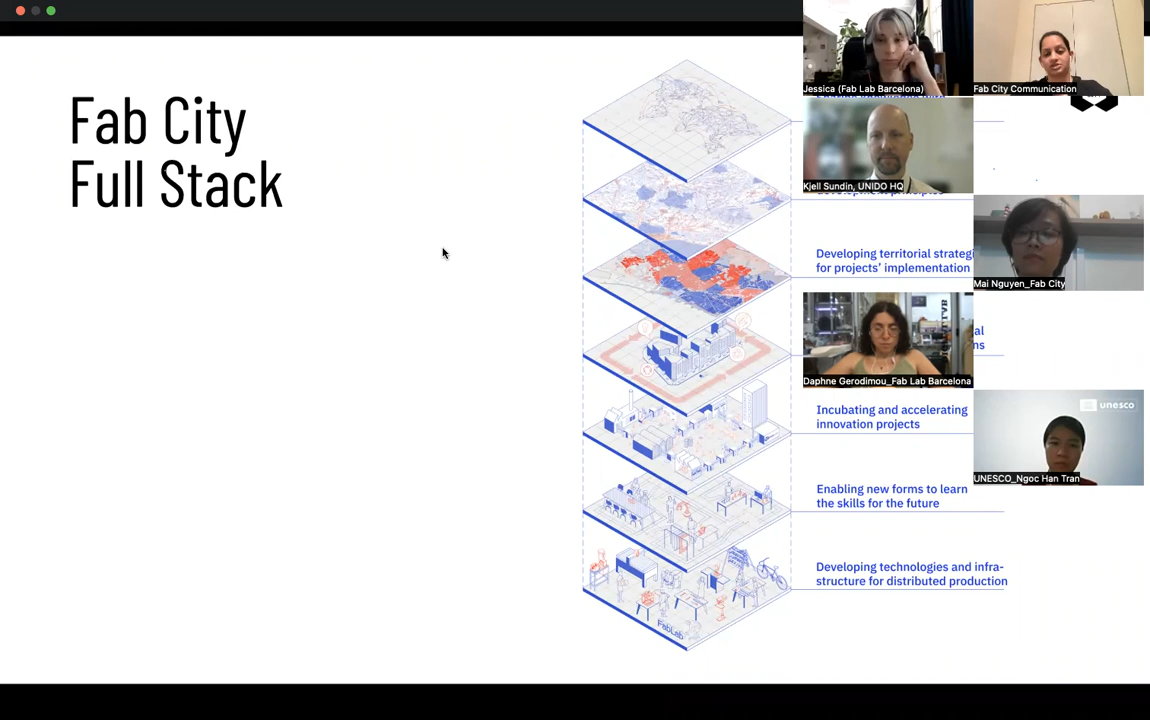 Fab City
Full Stack
Jessica (Fab Lab Barcelona)
Fab City Communication
Kjell Sundin, UNIDO HQ
Developing territorial strategi
for projects' implementation
Mai Nguyen_Fab City
al
ns
Daphne Gerodimou_Fab Lab Barcelona
Incubating and accelerating
innovation projects
unesco
UNESCO_Ngoc Han Tran
Enabling new forms to learn
the skills for the future
Developing technologies and infra-
structure for distributed production
FabLab